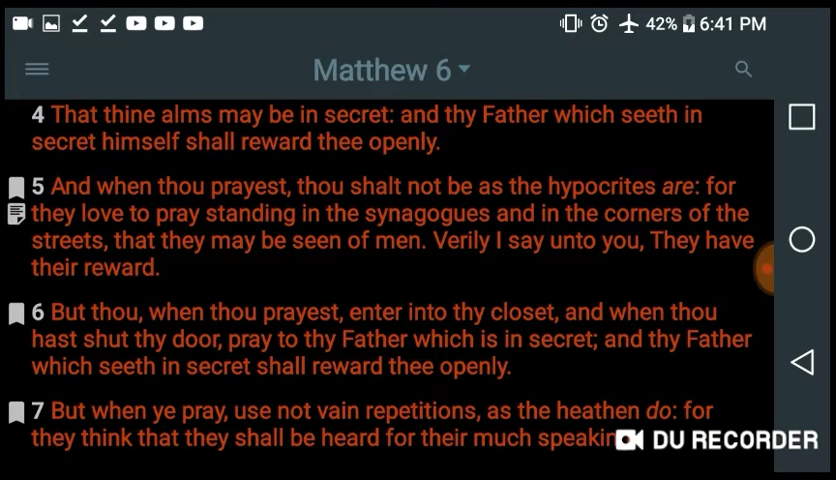 42% 6:41 PM
Matthew 6
4 That thine alms may be in secret: and thy Father which seeth in
secret himself shall reward thee openly.
5 And when thou prayest, thou shalt not be as the hypocrites are: for
they love to pray standing in the synagogues and in the corners of the
streets, that they may be seen of men. Verily I say unto you, They have
their reward.
6 But thou, when thou prayest, enter into thy closet, and when thou
hast shut thy door, pray to thy Father which is in secret; and thy Father
which seeth in secret shall reward thee openly.
7 But when ye pray, use not vain repetitions, as the heathen do: for
they think that they shall be heard for their much speakin
DU RECORDER